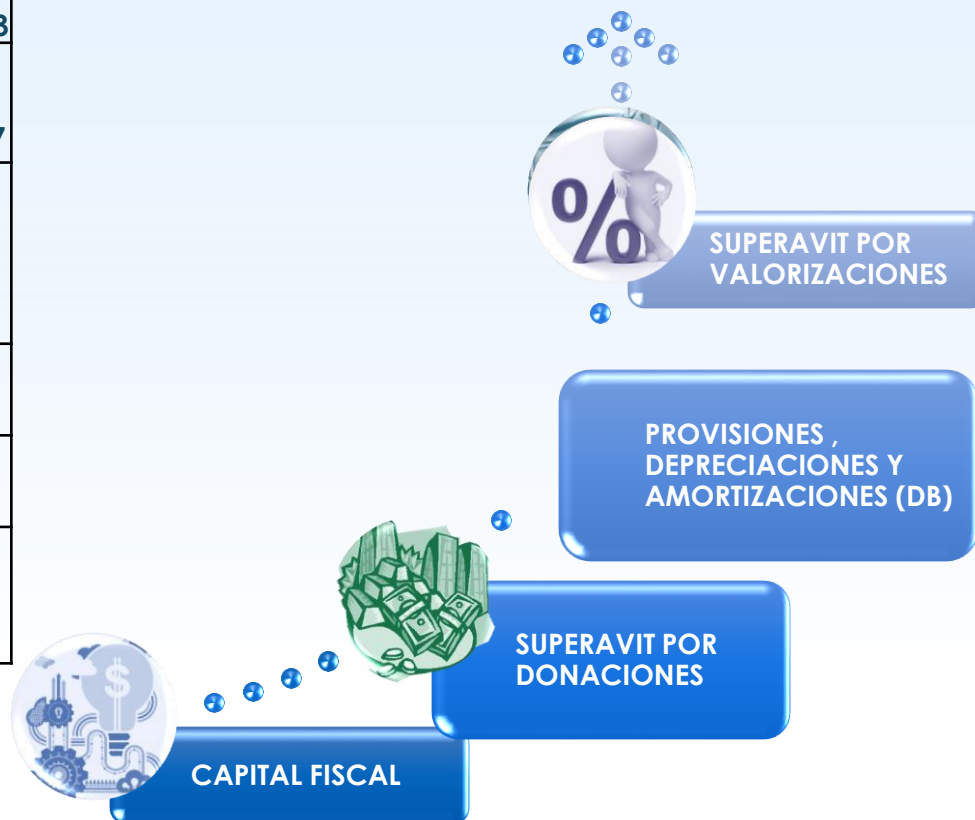 SUPERAVIT POR
VALORIZACIONES
PROVISIONES ,
DEPRECIACIONES Y
AMORTIZACIONES (DB)
SUPERAVIT POR
DONACIONES
CAPITAL FISCAL
%
$